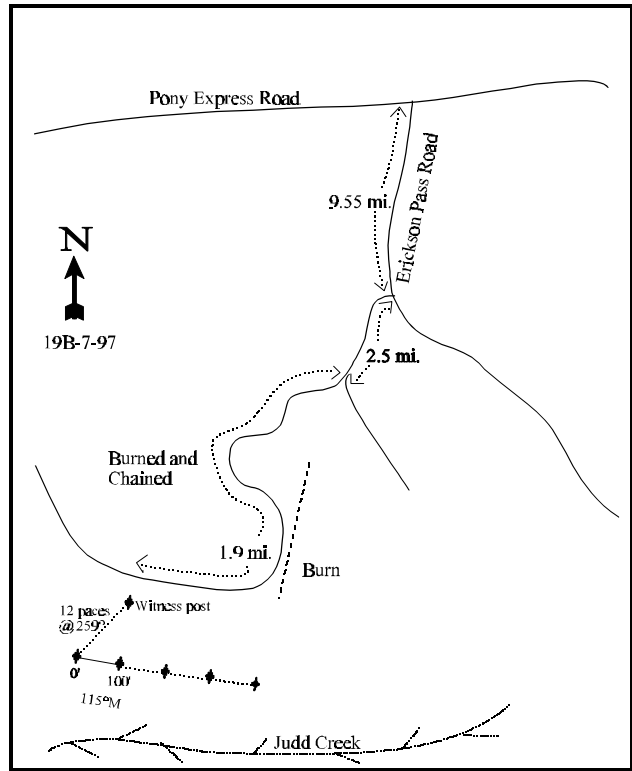 Pony Express Road
Erickson Pass Road
9.55 mi.
N
19B-7-97
2.5 mi.
Burned and
Chained
1.9 mi.
Burn
12 paces
@ 259°
Witness post
0'
100'
115°M
Judd Creek